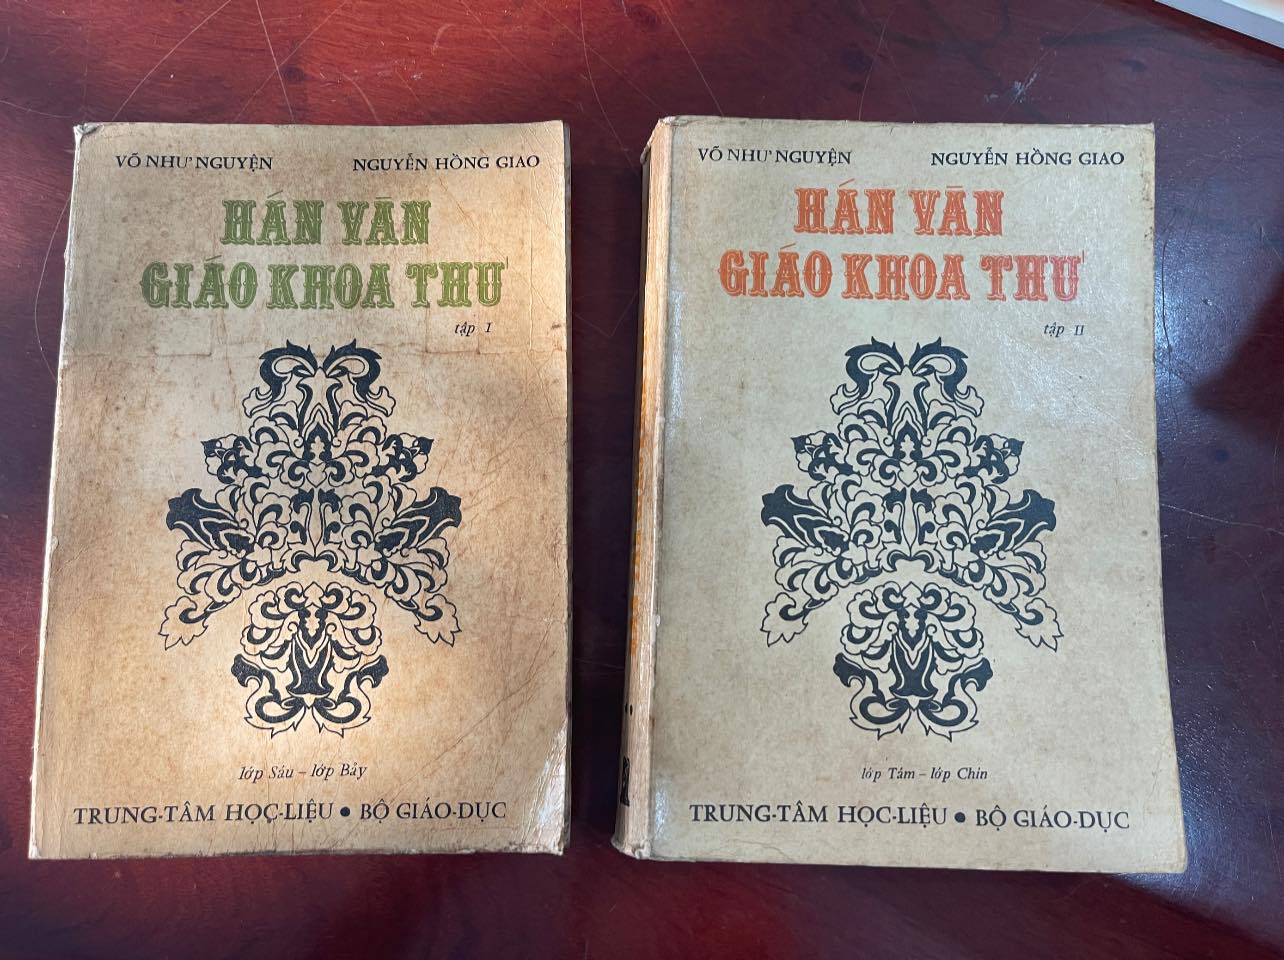 VÕ NHƯ NGUYỆN NGUYỄN HỒNG GIAO
HÁN VĂN
GIÁO KHOA THƯ
tập I
lớp Sáu - lớp Bảy
TRUNG-TÂM HỌC-LIỆU • BỘ GIÁO-DỤC
VÕ NHƯ NGUYỆN NGUYỄN HỒNG GIAO
HÁN VĂN
GIÁO KHOA THƯ
tập II
lớp Tám - lớp Chín
TRUNG-TÂM HỌC-LIỆU • BỘ GIÁO-DỤC